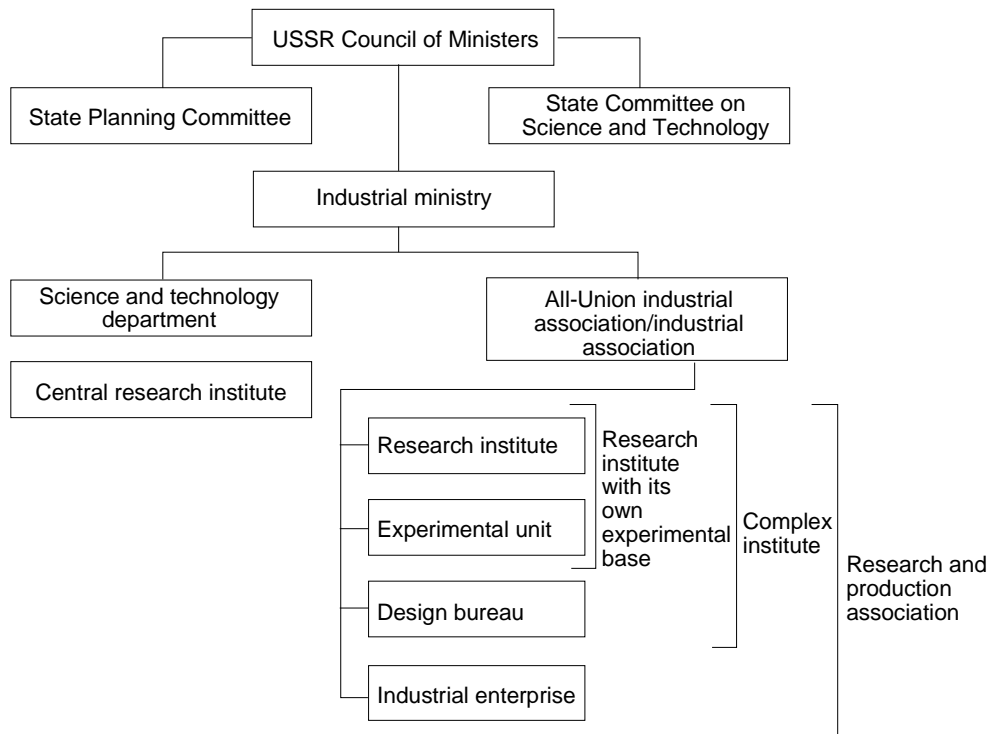 USSR Council of Ministers
State Planning Committee
State Committee on
Science and Technology
Industrial ministry
Science and technology
department
All-Union industrial
association/industrial
association
Central research institute
Research institute
Experimental unit
Design bureau
Industrial enterprise
Research
institute
with its
own
experimental
base
Complex
institute
Research and
production
association